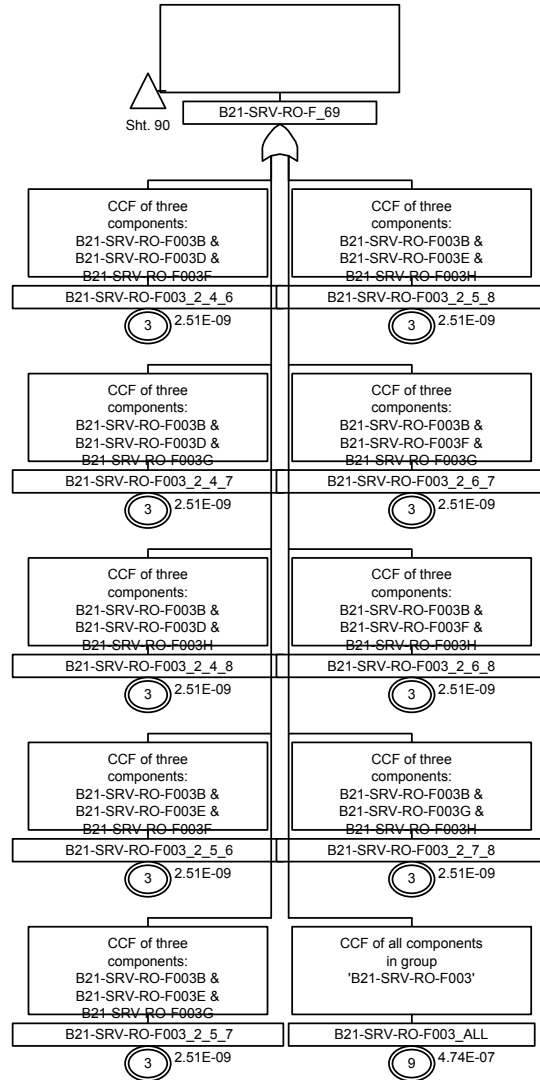 B21-SRV-RO-F_69
Sht. 90
CCF of three
components:
B21-SRV-RO-F003B &
B21-SRV-RO-F003D &
B21-SRV-RO-F003F
B21-SRV-RO-F003_2_4_6
3
2.51E-09
CCF of three
components:
B21-SRV-RO-F003B &
B21-SRV-RO-F003E &
B21-SRV-RO-F003H
B21-SRV-RO-F003_2_5_8
3
2.51E-09
CCF of three
components:
B21-SRV-RO-F003B &
B21-SRV-RO-F003D &
B21-SRV-RO-F003G
B21-SRV-RO-F003_2_4_7
3
2.51E-09
CCF of three
components:
B21-SRV-RO-F003B &
B21-SRV-RO-F003F &
B21-SRV-RO-F003G
B21-SRV-RO-F003_2_6_7
3
2.51E-09
CCF of three
components:
B21-SRV-RO-F003B &
B21-SRV-RO-F003D &
B21-SRV-RO-F003H
B21-SRV-RO-F003_2_4_8
3
2.51E-09
CCF of three
components:
B21-SRV-RO-F003B &
B21-SRV-RO-F003F &
B21-SRV-RO-F003H
B21-SRV-RO-F003_2_6_8
3
2.51E-09
CCF of three
components:
B21-SRV-RO-F003B &
B21-SRV-RO-F003E &
B21-SRV-RO-F003F
B21-SRV-RO-F003_2_5_6
3
2.51E-09
CCF of three
components:
B21-SRV-RO-F003B &
B21-SRV-RO-F003G &
B21-SRV-RO-F003H
B21-SRV-RO-F003_2_7_8
3
2.51E-09
CCF of three
components:
B21-SRV-RO-F003B &
B21-SRV-RO-F003E &
B21-SRV-RO-F003G
B21-SRV-RO-F003_2_5_7
3
2.51E-09
CCF of all components
in group
'B21-SRV-RO-F003'
B21-SRV-RO-F003_ALL
9
4.74E-07